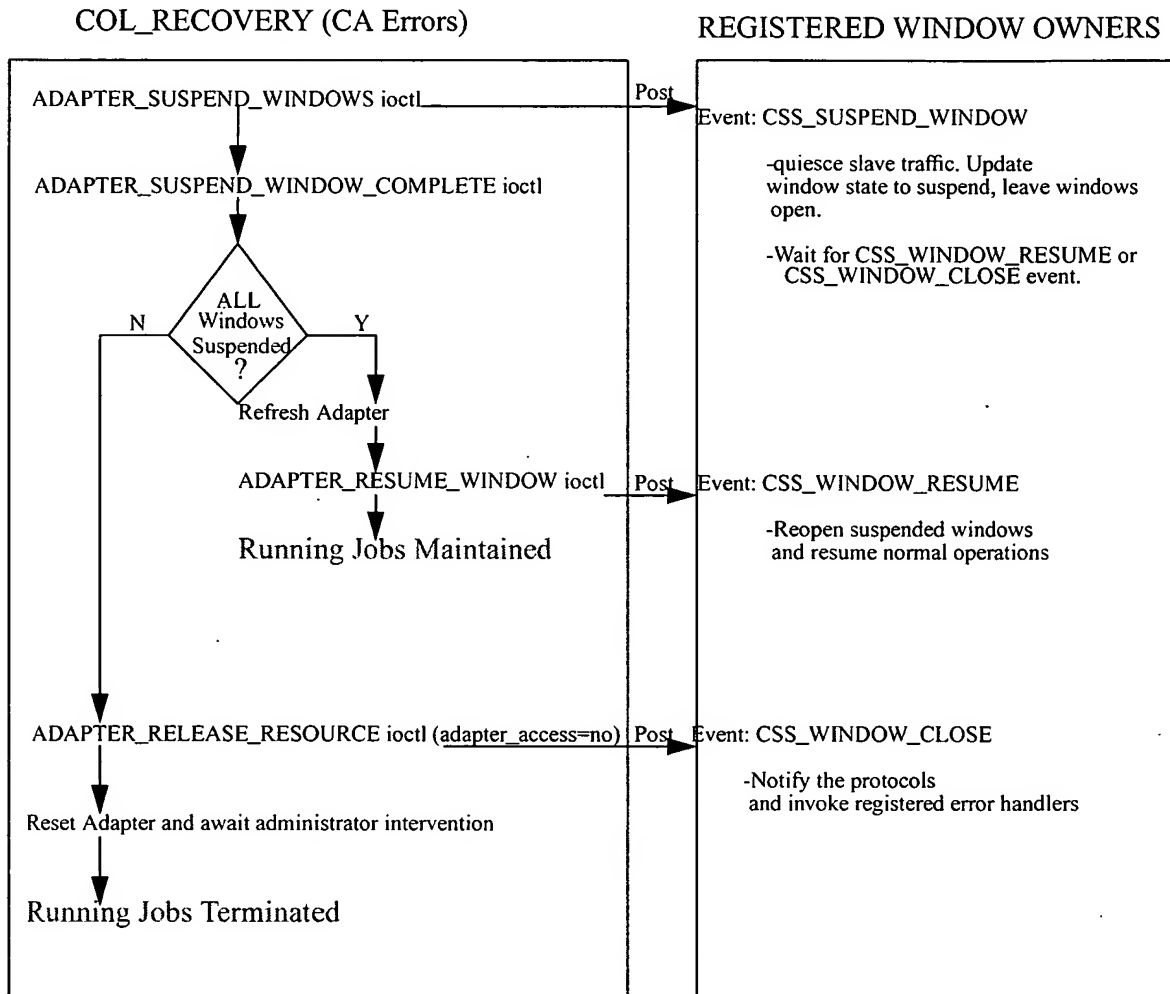 COL_RECOVERY (CA Errors)
REGISTERED WINDOW OWNERS
ADAPTER_SUSPEND_WINDOWS ioctl
Post
Event: CSS_SUSPEND_WINDOW
-quiesce slave traffic. Update
window state to suspend, leave windows
open.
-Wait for CSS_WINDOW_RESUME or
CSS_WINDOW_CLOSE event.
ADAPTER_SUSPEND_WINDOW_COMPLETE ioctl
ALL
Windows
Suspended
?
N
Y
Refresh Adapter
ADAPTER_RESUME_WINDOW ioctl
Post
Event: CSS_WINDOW_RESUME
-Reopen suspended windows
and resume normal operations
Running Jobs Maintained
ADAPTER_RELEASE_RESOURCE ioctl (adapter_access=no)
Post
Event: CSS_WINDOW_CLOSE
-Notify the protocols
and invoke registered error handlers
Reset Adapter and await administrator intervention
Running Jobs Terminated